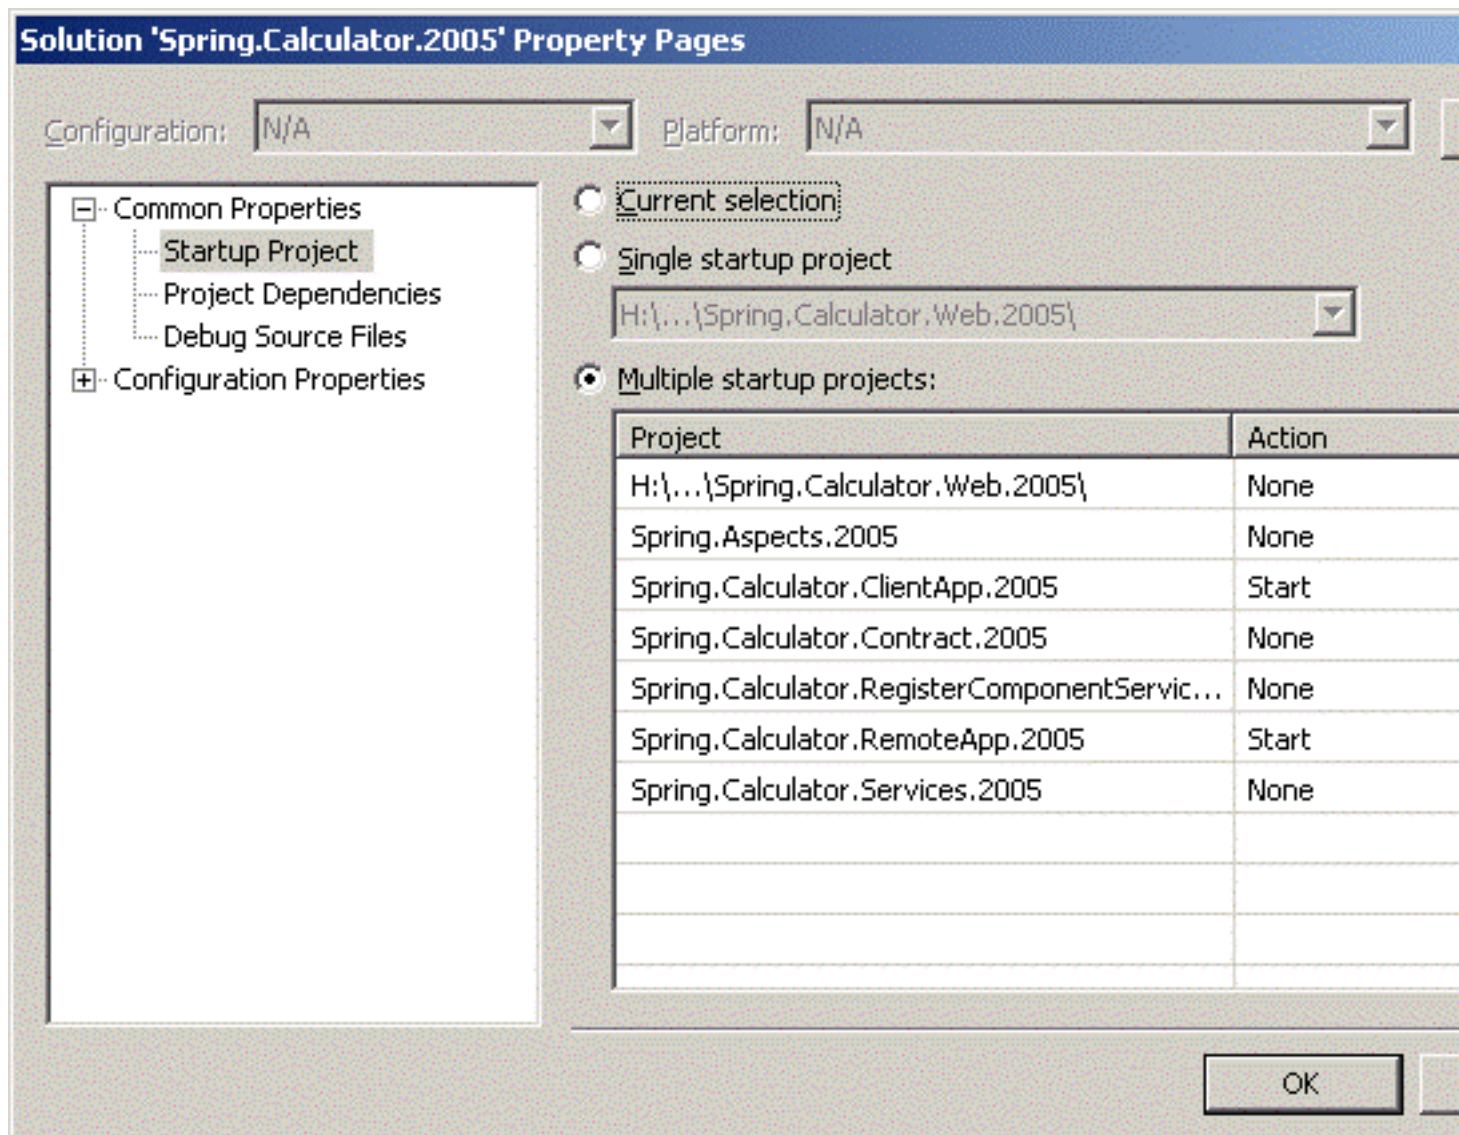 Solution 'Spring.Calculator.2005' Property Pages
Configuration: N/A Platform: N/A
Common Properties
Startup Project
Project Dependencies
Debug Source Files
Configuration Properties
Current selection
Single startup project
H:\...\Spring.Calculator.Web.2005\
Multiple startup projects:
Project Action
H:\...\Spring.Calculator.Web.2005\ None
Spring.Aspects.2005 None
Spring.Calculator.ClientApp.2005 Start
Spring.Calculator.Contract.2005 None
Spring.Calculator.RegisterComponentServic... None
Spring.Calculator.RemoteApp.2005 Start
Spring.Calculator.Services.2005 None
OK